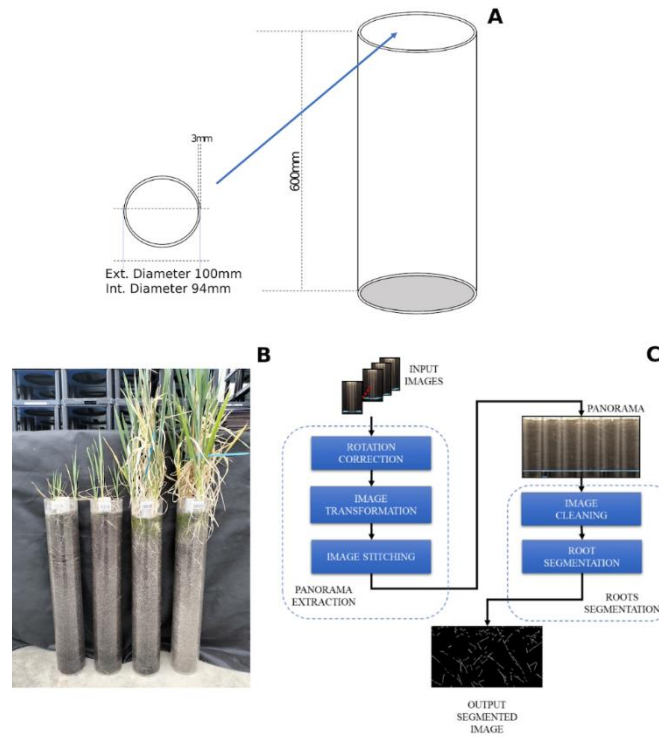 A
3mm
600mm
Ext. Diameter 100mm
Int. Diameter 94mm
B
C
INPUT
IMAGES
ROTATION
CORRECTION
IMAGE
TRANSFORMATION
IMAGE STITCHING
PANORAMA
EXTRACTION
PANORAMA
IMAGE
CLEANING
ROOT
SEGMENTATION
ROOTS
SEGMENTATION
OUTPUT
SEGMENTED
IMAGE